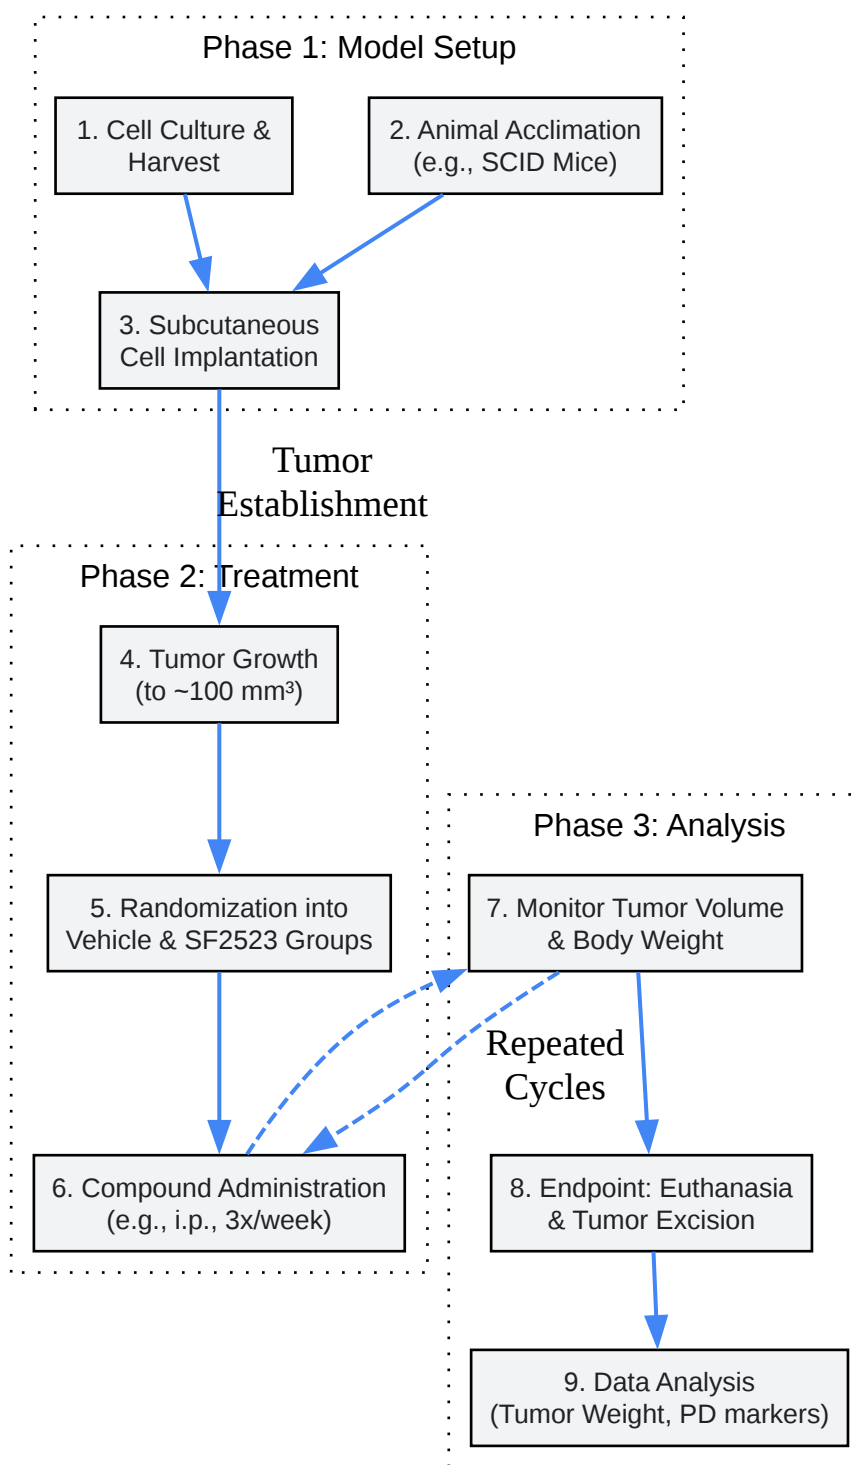 Phase 1: Model Setup
1. Cell Culture &
Harvest
2. Animal Acclimation
(e.g., SCID Mice)
3. Subcutaneous
Cell Implantation
Tumor
Establishment
Phase 2: Treatment
4. Tumor Growth
(to ~100 mm³)
5. Randomization into
Vehicle & SF2523 Groups
6. Compound Administration
(e.g., i.p., 3x/week)
Phase 3: Analysis
7. Monitor Tumor Volume
& Body Weight
Repeated
Cycles
8. Endpoint: Euthanasia
& Tumor Excision
9. Data Analysis
(Tumor Weight, PD markers)